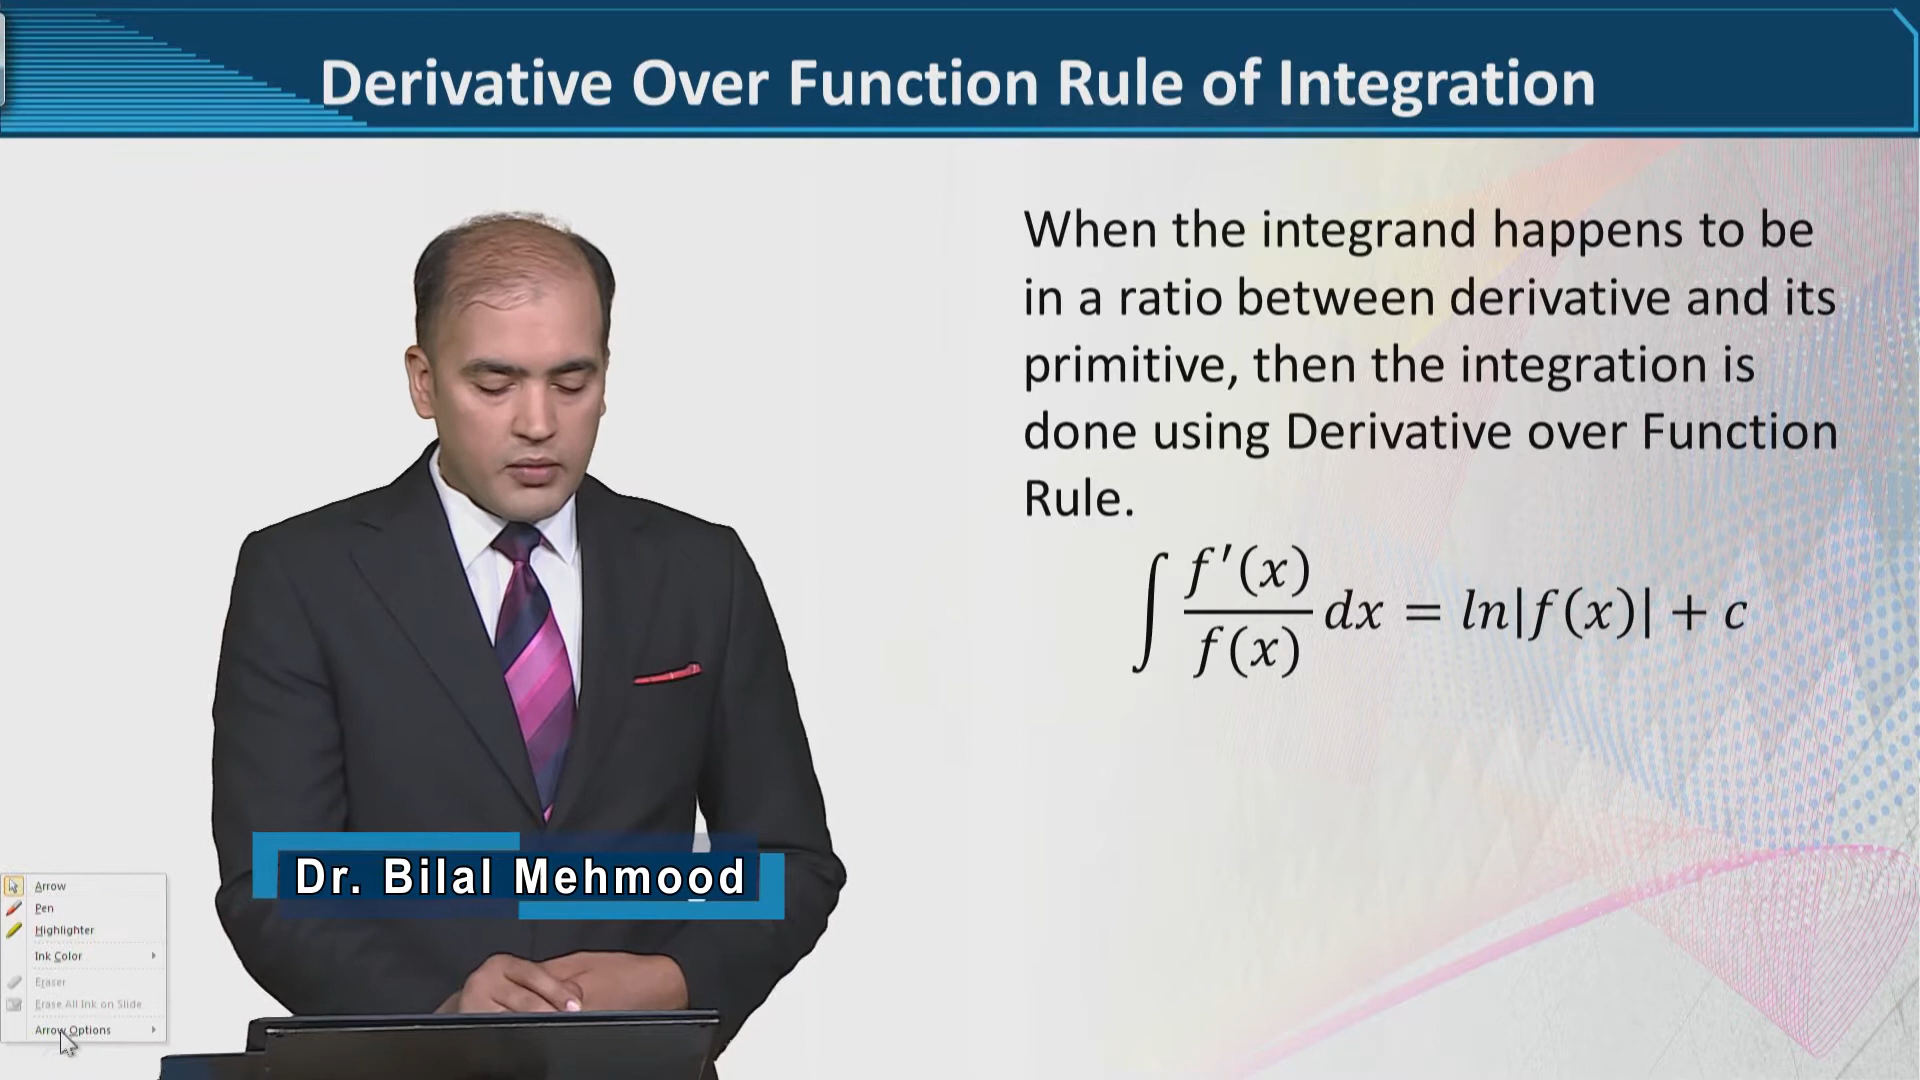 Derivative Over Function Rule of Integration
When the integrand happens to be
in a ratio between derivative and its
primitive, then the integration is
done using Derivative over Function
Rule.
∫ f′(x)/f(x) dx = ln|f(x)| + c
Dr. Bilal Mehmood
Arrow
Pen
Highlighter
Ink Color
Eraser
Erase All Ink on Slide
Arrow Options